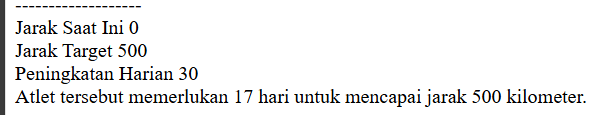 -------------------
Jarak Saat Ini 0
Jarak Target 500
Peningkatan Harian 30
Atlet tersebut memerlukan 17 hari untuk mencapai jarak 500 kilometer.